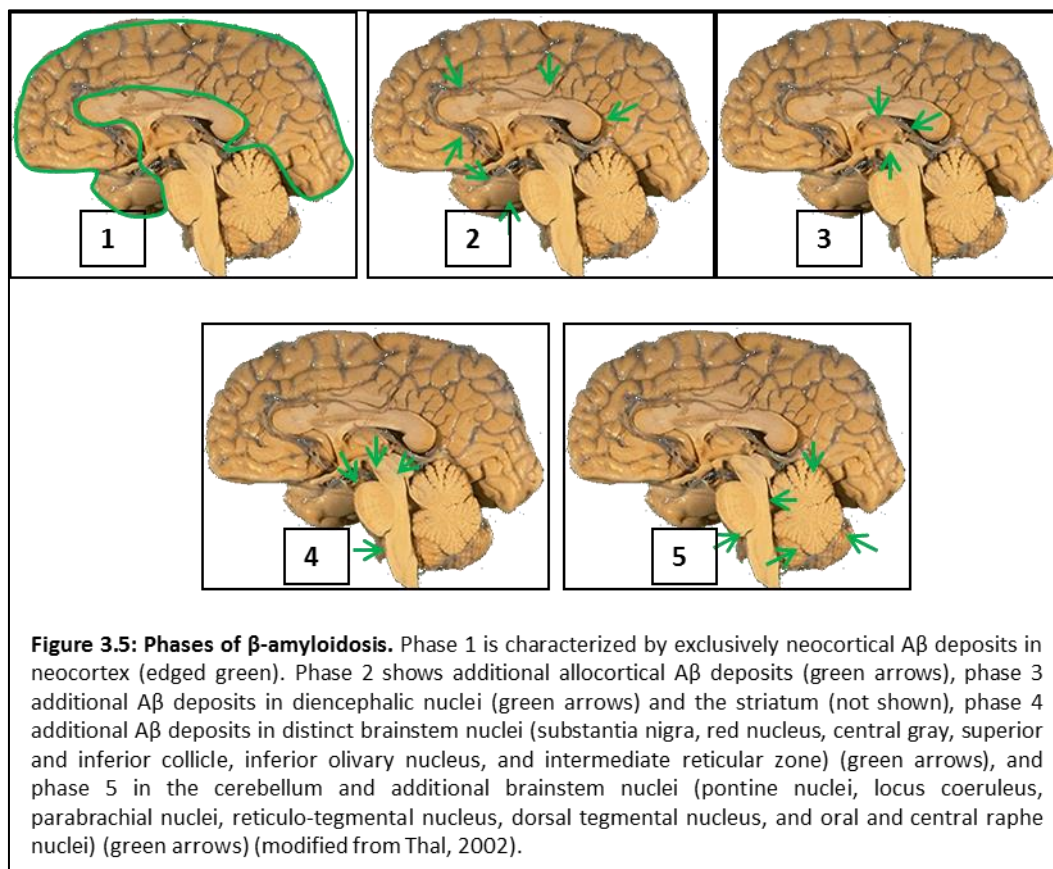 1
2
3
4
5
Figure 3.5: Phases of β-amyloidosis. Phase 1 is characterized by exclusively neocortical Aβ deposits in
neocortex (edged green). Phase 2 shows additional allocortical Aβ deposits (green arrows), phase 3
additional Aβ deposits in diencephalic nuclei (green arrows) and the striatum (not shown), phase 4
additional Aβ deposits in distinct brainstem nuclei (substantia nigra, red nucleus, central gray, superior
and inferior collicle, inferior olivary nucleus, and intermediate reticular zone) (green arrows), and
phase 5 in the cerebellum and additional brainstem nuclei (pontine nuclei, locus coeruleus,
parabrachial nuclei, reticulo-tegmental nucleus, dorsal tegmental nucleus, and oral and central raphe
nuclei) (green arrows) (modified from Thal, 2002).